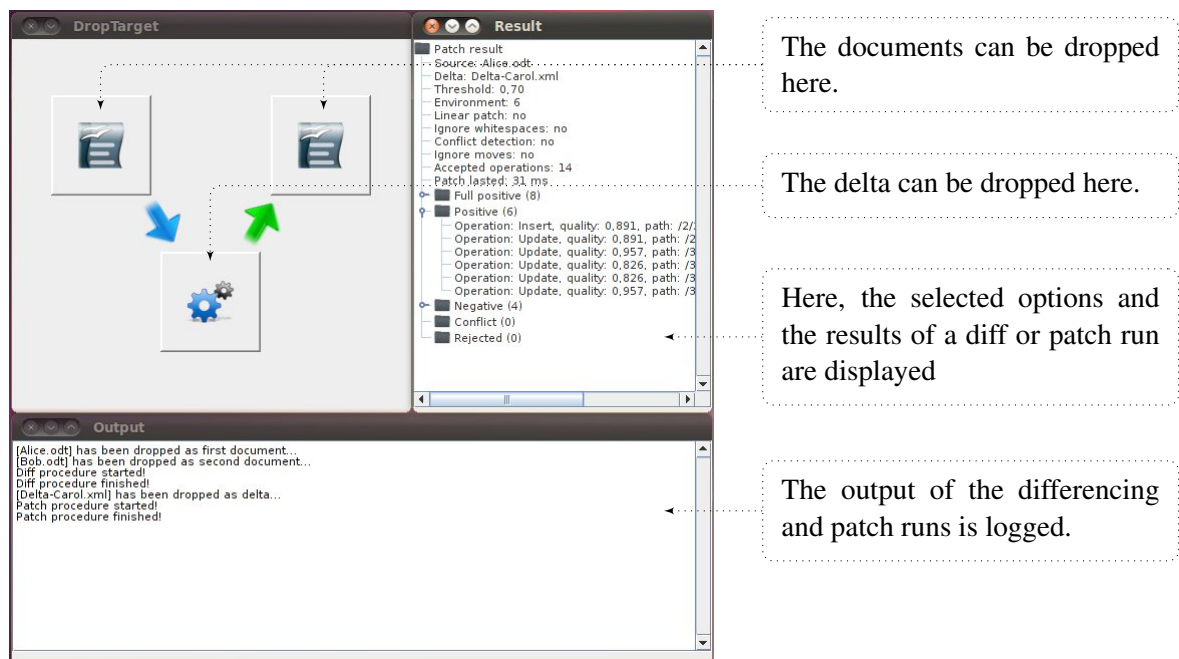 DropTarget
Result
Patch result
Source: Alice.odt
Delta: Delta-Carol.xml
Threshold: 0,70
Environment: 6
Linear patch: no
Ignore whitespaces: no
Conflict detection: no
Ignore moves: no
Accepted operations: 14
Patch lasted: 31 ms
Full positive (8)
Positive (6)
Operation: Insert, quality: 0,891, path: /2/
Operation: Update, quality: 0,891, path: /2
Operation: Update, quality: 0,957, path: /3
Operation: Update, quality: 0,826, path: /3
Operation: Update, quality: 0,826, path: /3
Operation: Update, quality: 0,957, path: /3
Negative (4)
Conflict (0)
Rejected (0)
Output
[Alice.odt] has been dropped as first document...
[Bob.odt] has been dropped as second document...
Diff procedure started!
Diff procedure finished!
[Delta-Carol.xml] has been dropped as delta...
Patch procedure started!
Patch procedure finished!
The documents can be dropped
here.
The delta can be dropped here.
Here, the selected options and
the results of a diff or patch run
are displayed
The output of the differencing
and patch runs is logged.